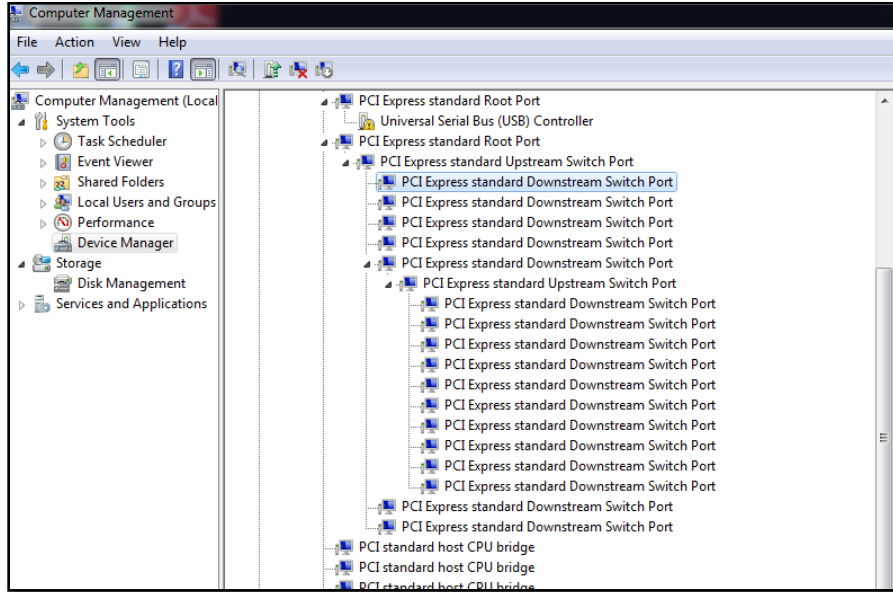 Computer Management
File Action View Help
Computer Management (Local
System Tools
Task Scheduler
Event Viewer
Shared Folders
Local Users and Groups
Performance
Device Manager
Storage
Disk Management
Services and Applications
PCI Express standard Root Port
Universal Serial Bus (USB) Controller
PCI Express standard Root Port
PCI Express standard Upstream Switch Port
PCI Express standard Downstream Switch Port
PCI Express standard Downstream Switch Port
PCI Express standard Downstream Switch Port
PCI Express standard Downstream Switch Port
PCI Express standard Downstream Switch Port
PCI Express standard Upstream Switch Port
PCI Express standard Downstream Switch Port
PCI Express standard Downstream Switch Port
PCI Express standard Downstream Switch Port
PCI Express standard Downstream Switch Port
PCI Express standard Downstream Switch Port
PCI Express standard Downstream Switch Port
PCI Express standard Downstream Switch Port
PCI Express standard Downstream Switch Port
PCI Express standard Downstream Switch Port
PCI Express standard Downstream Switch Port
PCI Express standard Downstream Switch Port
PCI Express standard Downstream Switch Port
PCI standard host CPU bridge
PCI standard host CPU bridge
PCI standard host CPU bridge